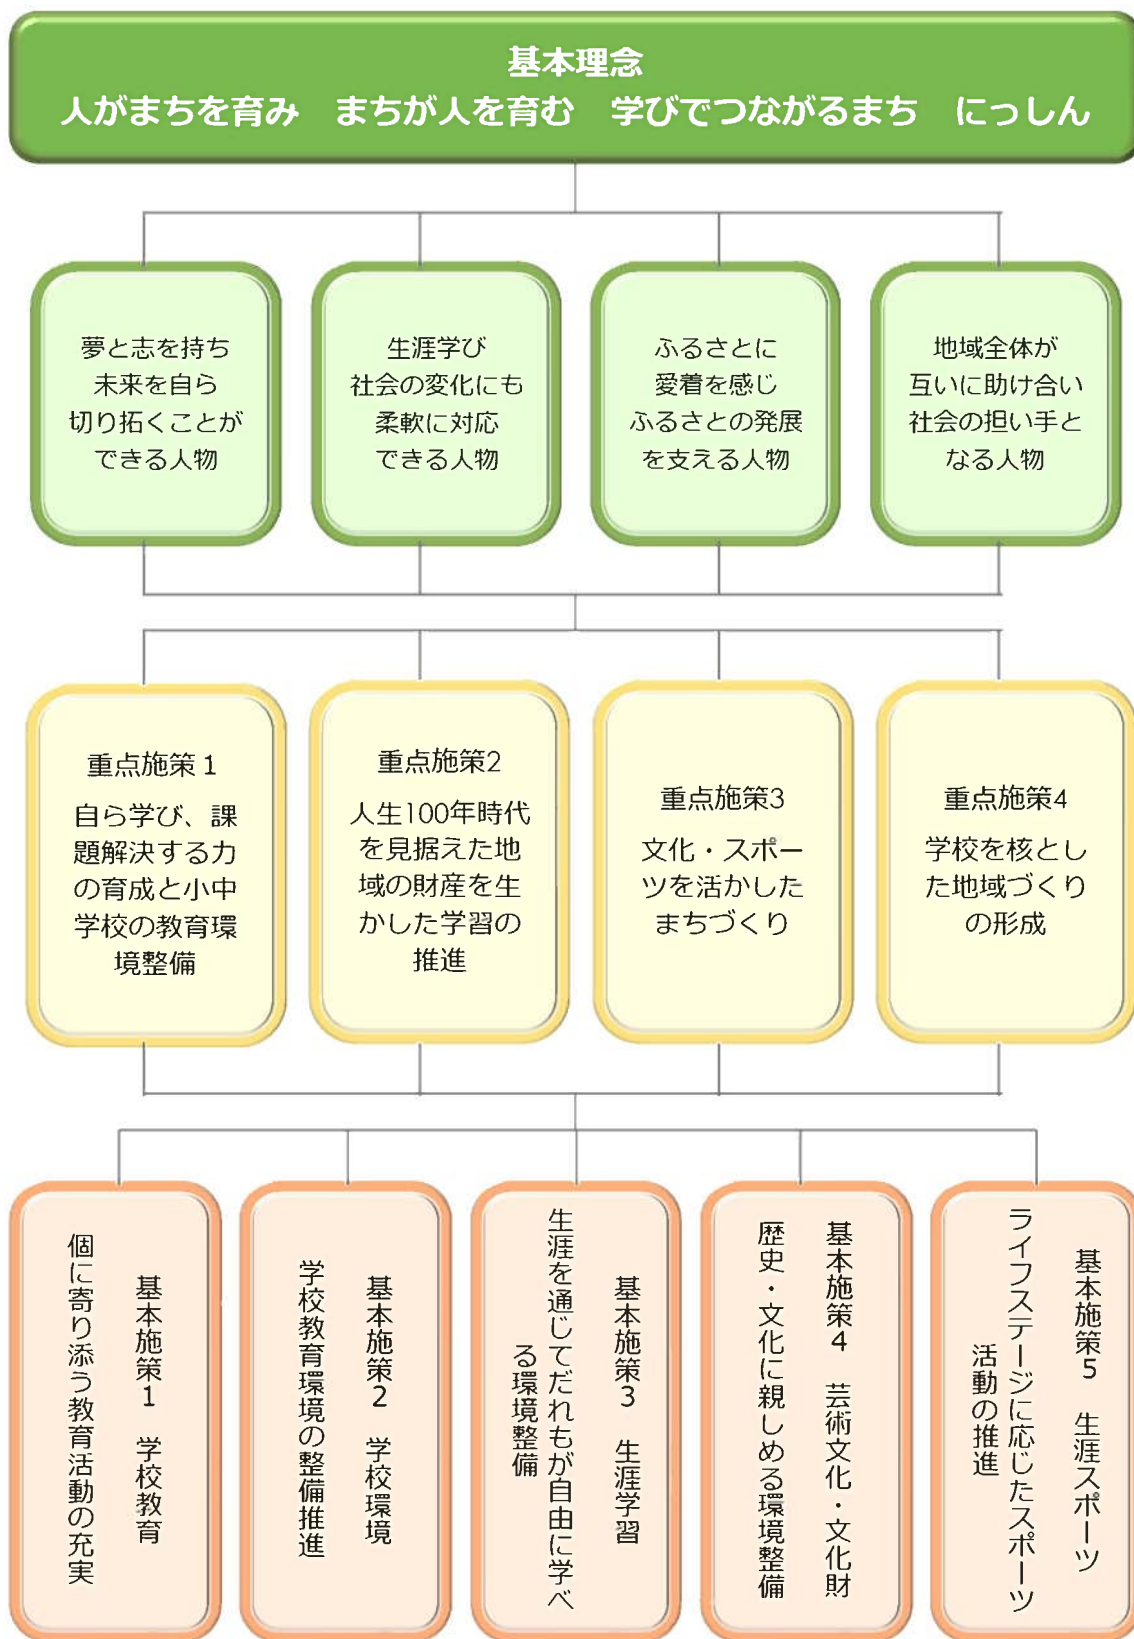 基本理念
人がまちを育み　まちが人を育む　学びでつながるまち　にっしん
夢と志を持ち
未来を自ら
切り拓くことが
できる人物
生涯学び
社会の変化にも
柔軟に対応
できる人物
ふるさとに
愛着を感じ
ふるさとの発展
を支える人物
地域全体が
互いに助け合い
社会の担い手と
なる人物
重点施策1
自ら学び、課
題解決する力
の育成と小中
学校の教育環
境整備
重点施策2
人生100年時代
を見据えた地
域の財産を生
かした学習の
推進
重点施策3
文化・スポー
ツを活かした
まちづくり
重点施策4
学校を核とし
た地域づくり
の形成
基本施策1　学校教育
個に寄り添う教育活動の充実
基本施策2　学校環境
学校教育環境の整備推進
基本施策3　生涯学習
生涯を通じてだれもが自由に学べ
る環境整備
基本施策4　芸術文化・文化財
歴史・文化に親しめる環境整備
基本施策5　生涯スポーツ
ライフステージに応じたスポーツ
活動の推進